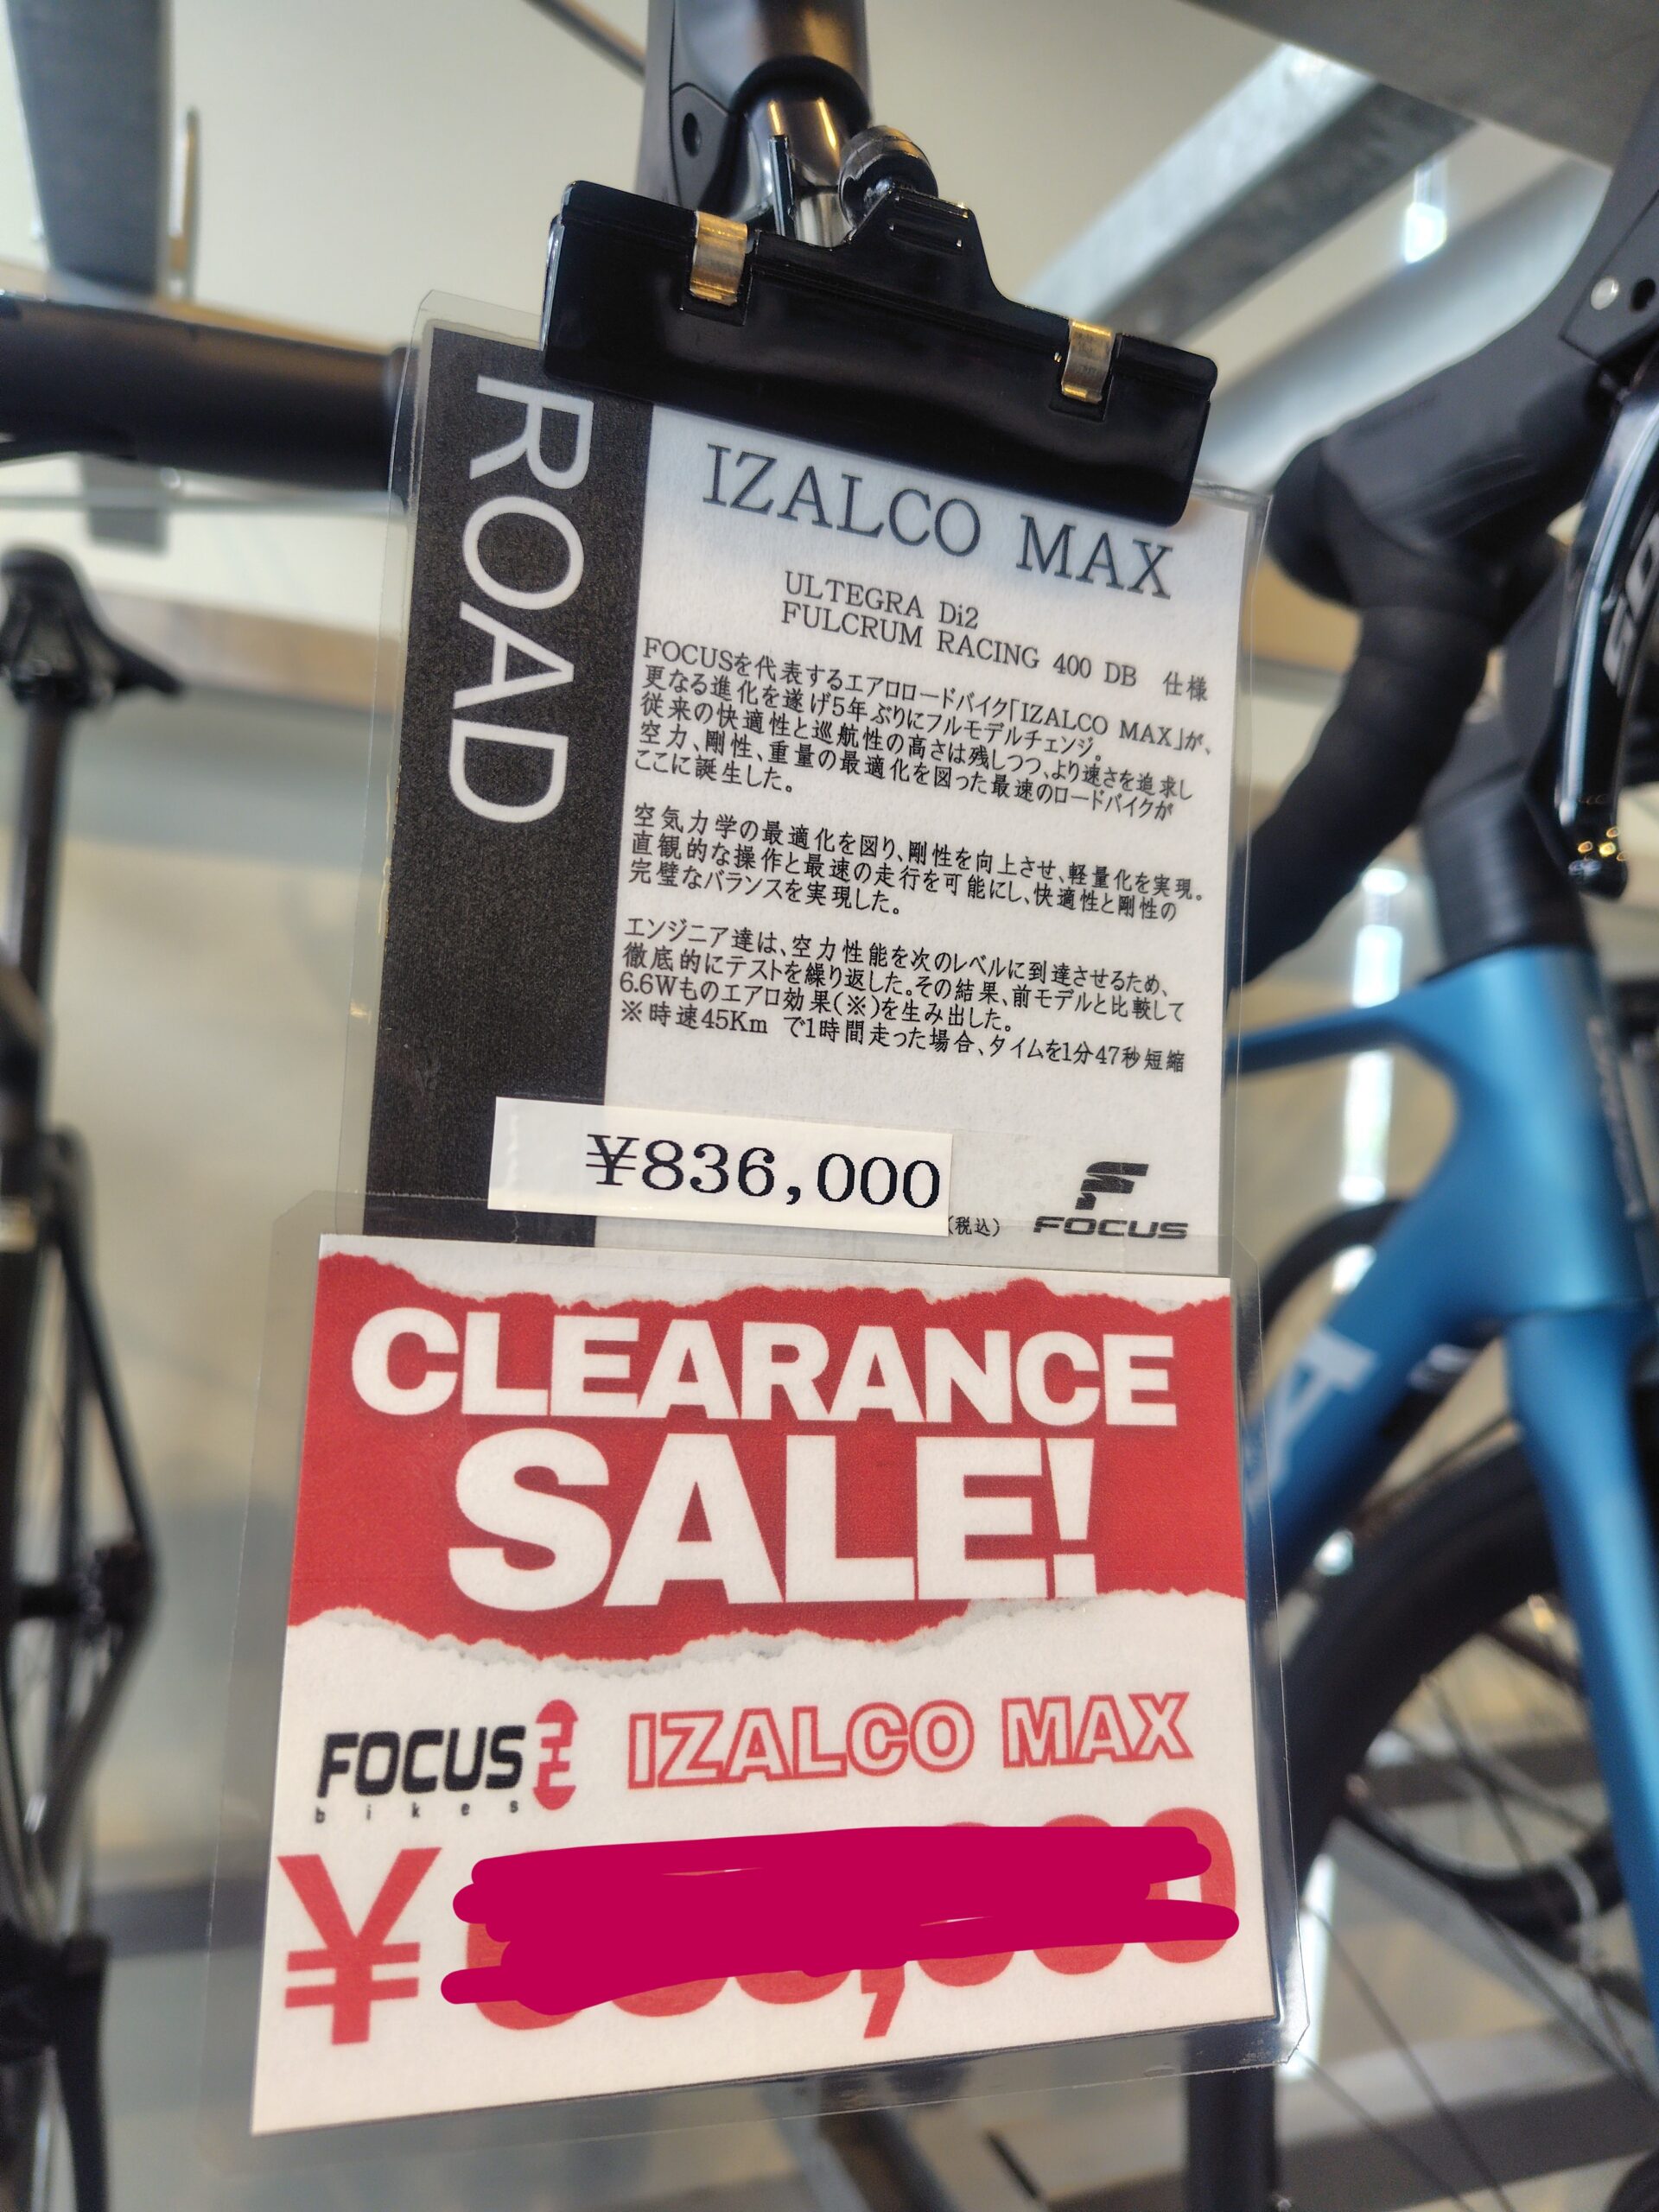 ROAD
IZALCO MAX
ULTEGRA Di2
FULCRUM RACING 400 DB 仕様
FOCUSを代表するエアロロードバイク「IZALCO MAX」が、
更なる進化を遂げ5年ぶりにフルモデルチェンジ。
従来の快適性と巡航性の高さは残しつつ、より速さを追求し
空力、剛性、重量の最適化を図った最速のロードバイクが
ここに誕生した。
空気力学の最適化を図り、剛性を向上させ、軽量化を実現。
直観的な操作と最速の走行を可能にし、快適性と剛性の
完璧なバランスを実現した。
エンジニア達は、空力性能を次のレベルに到達させるため、
徹底的にテストを繰り返した。その結果、前モデルと比較して
6.6Wものエアロ効果(※)を生み出した。
※時速45Km で1時間走った場合、タイムを1分47秒短縮
¥836,000
(税込)
FOCUS
CLEARANCE
SALE!
FOCUS
bikes
IZALCO MAX
¥